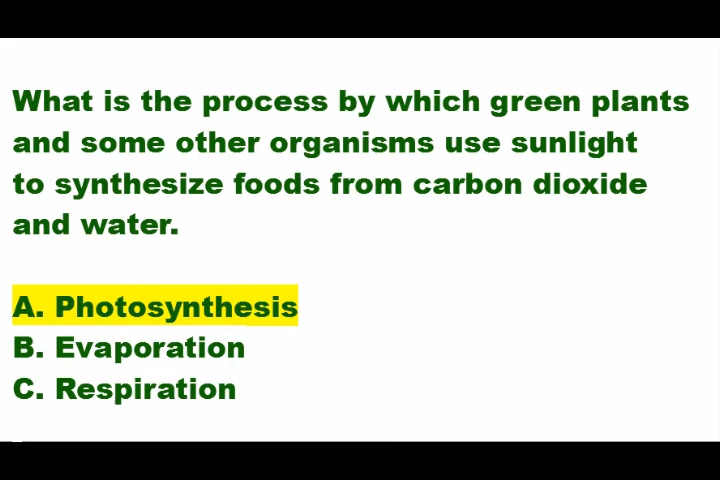 What is the process by which green plants
and some other organisms use sunlight
to synthesize foods from carbon dioxide
and water.
A. Photosynthesis
B. Evaporation
C. Respiration